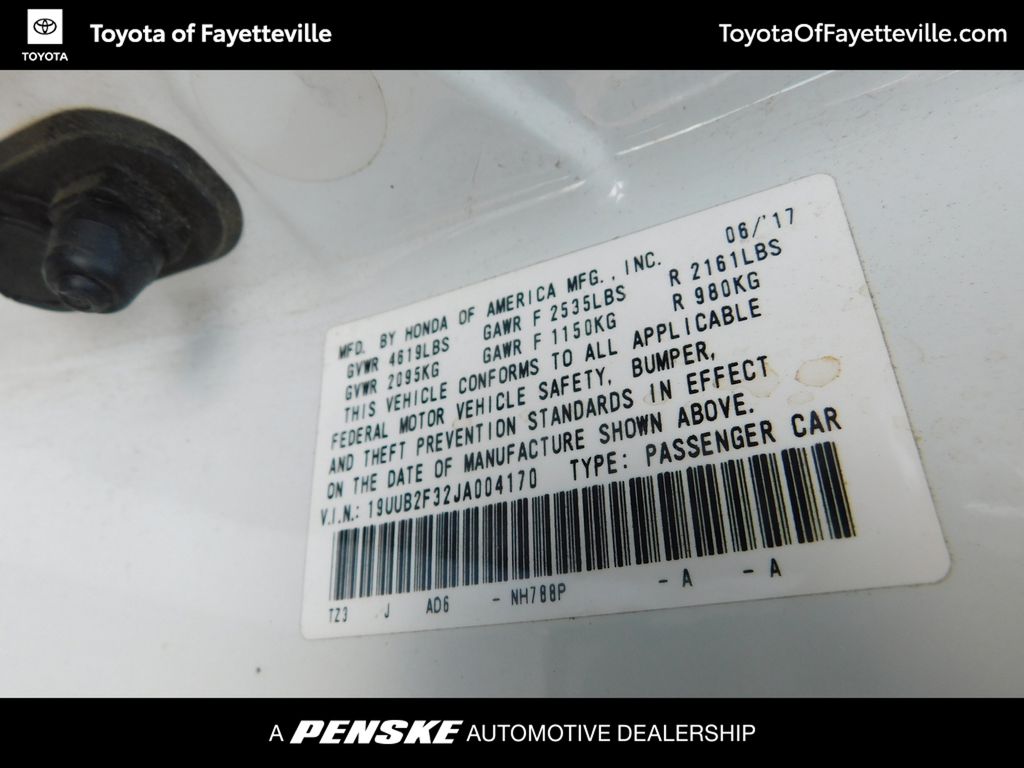 TOYOTA
Toyota of Fayetteville
ToyotaOfFayetteville.com
MFD. BY HONDA OF AMERICA MFG., INC. 06/'17
GVWR 4619LBS GAWR F 2535LBS R 2161LBS
GVWR 2095KG GAWR F 1150KG R 980KG
THIS VEHICLE CONFORMS TO ALL APPLICABLE
FEDERAL MOTOR VEHICLE SAFETY, BUMPER,
AND THEFT PREVENTION STANDARDS IN EFFECT
ON THE DATE OF MANUFACTURE SHOWN ABOVE.
V.I.N.: 19UUB2F32JA004170 TYPE: PASSENGER CAR
TZ3 J AD6 - NH788P - A - A
A PENSKE AUTOMOTIVE DEALERSHIP